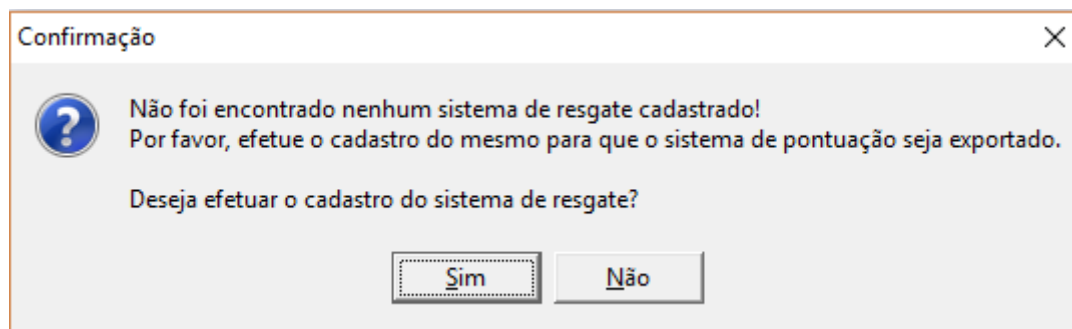 Confirmação
Não foi encontrado nenhum sistema de resgate cadastrado!
Por favor, efetue o cadastro do mesmo para que o sistema de pontuação seja exportado.
Deseja efetuar o cadastro do sistema de resgate?
Sim Não